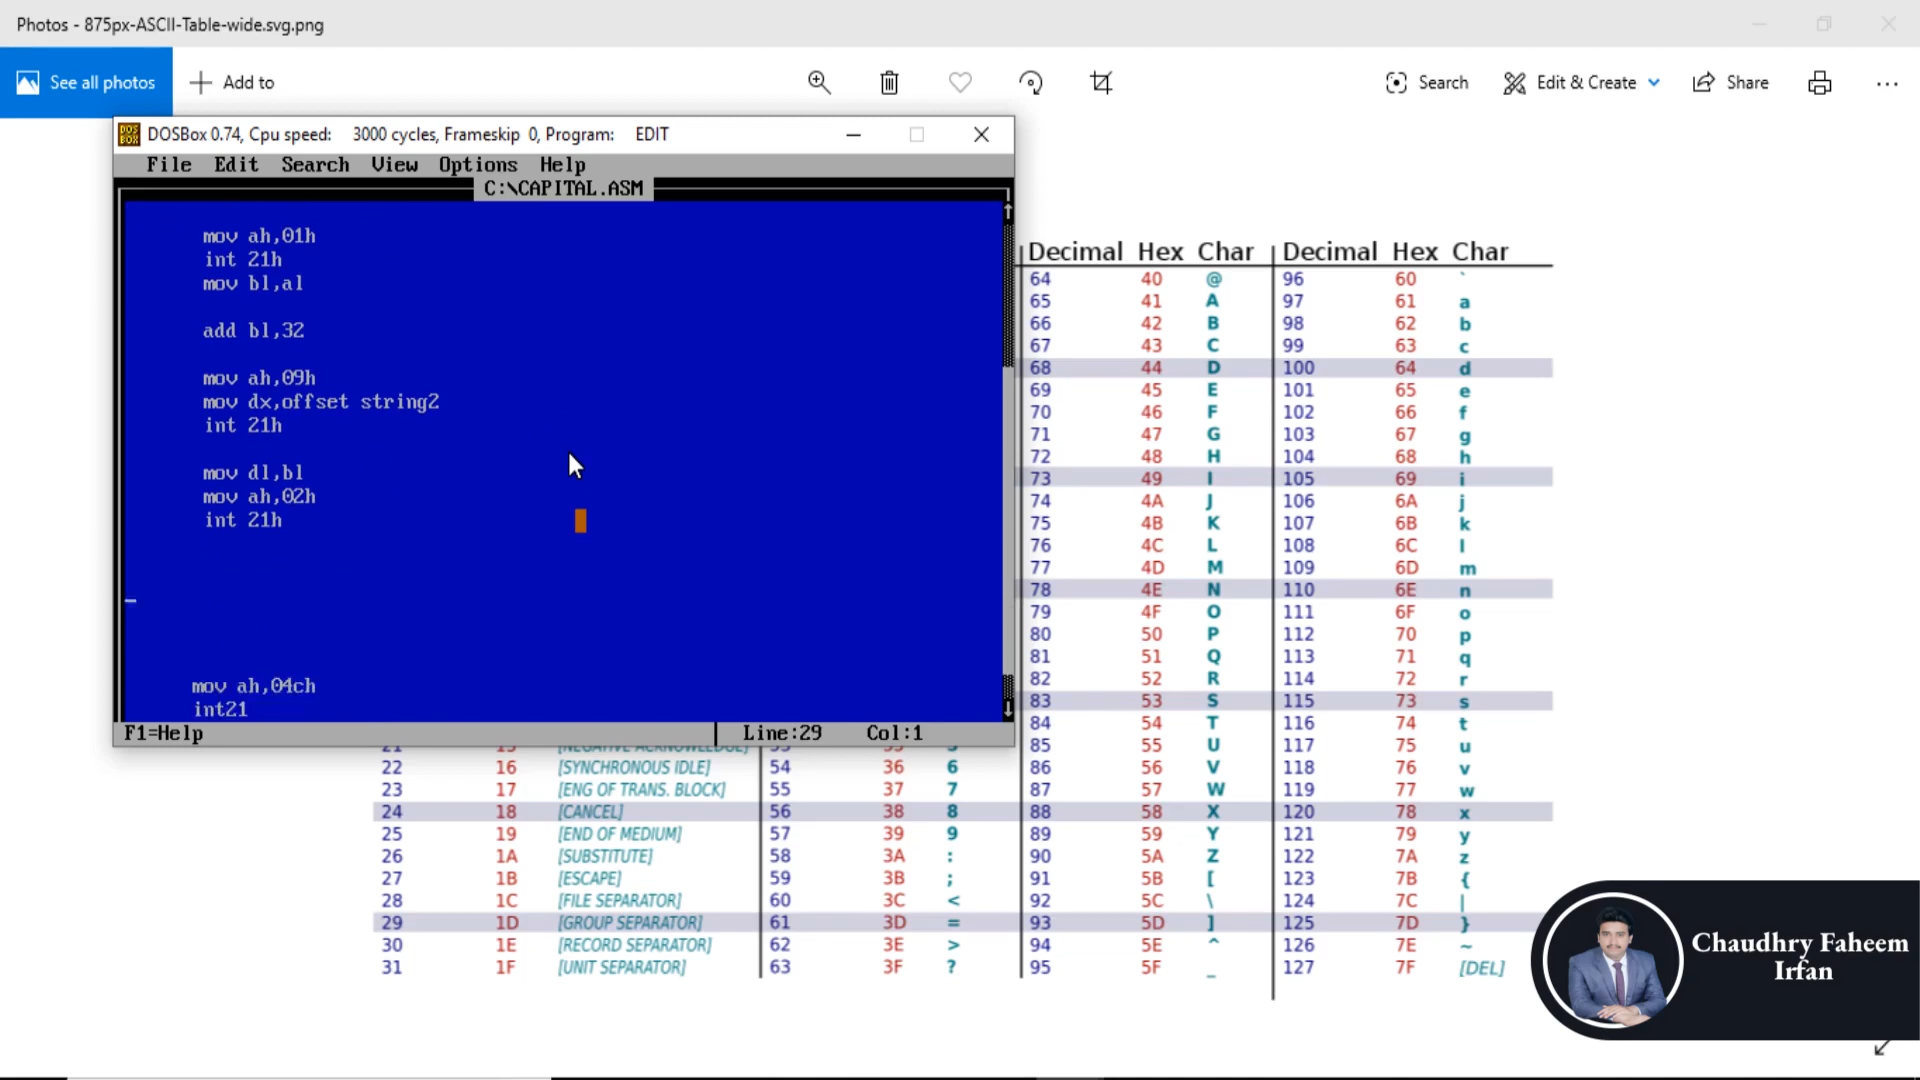 Photos - 875px-ASCII-Table-wide.svg.png
See all photos
Add to
Search
Edit & Create
Share
DOSBox 0.74, Cpu speed: 3000 cycles, Frameskip 0, Program: EDIT
File Edit Search View Options Help
C:\CAPITAL.ASM
mov ah,01h
int 21h
mov bl,al
add bl,32
mov ah,09h
mov dx,offset string2
int 21h
mov dl,bl
mov ah,02h
int 21h
mov ah,04ch
int21
F1=Help Line:29 Col:1
Decimal Hex Char Decimal Hex Char
64 40 @ 96 60 `
65 41 A 97 61 a
66 42 B 98 62 b
67 43 C 99 63 c
68 44 D 100 64 d
69 45 E 101 65 e
70 46 F 102 66 f
71 47 G 103 67 g
72 48 H 104 68 h
73 49 I 105 69 i
74 4A J 106 6A j
75 4B K 107 6B k
76 4C L 108 6C l
77 4D M 109 6D m
78 4E N 110 6E n
79 4F O 111 6F o
80 50 P 112 70 p
81 51 Q 113 71 q
82 52 R 114 72 r
83 53 S 115 73 s
84 54 T 116 74 t
85 55 U 117 75 u
22 16 [SYNCHRONOUS IDLE] 54 36 6 86 56 V 118 76 v
23 17 [ENG OF TRANS. BLOCK] 55 37 7 87 57 W 119 77 w
24 18 [CANCEL] 56 38 8 88 58 X 120 78 x
25 19 [END OF MEDIUM] 57 39 9 89 59 Y 121 79 y
26 1A [SUBSTITUTE] 58 3A : 90 5A Z 122 7A z
27 1B [ESCAPE] 59 3B ; 91 5B [ 123 7B {
28 1C [FILE SEPARATOR] 60 3C < 92 5C \ 124 7C |
29 1D [GROUP SEPARATOR] 61 3D = 93 5D ] 125 7D }
30 1E [RECORD SEPARATOR] 62 3E > 94 5E ^ 126 7E ~
31 1F [UNIT SEPARATOR] 63 3F ? 95 5F _ 127 7F [DEL]
Chaudhry Faheem
Irfan